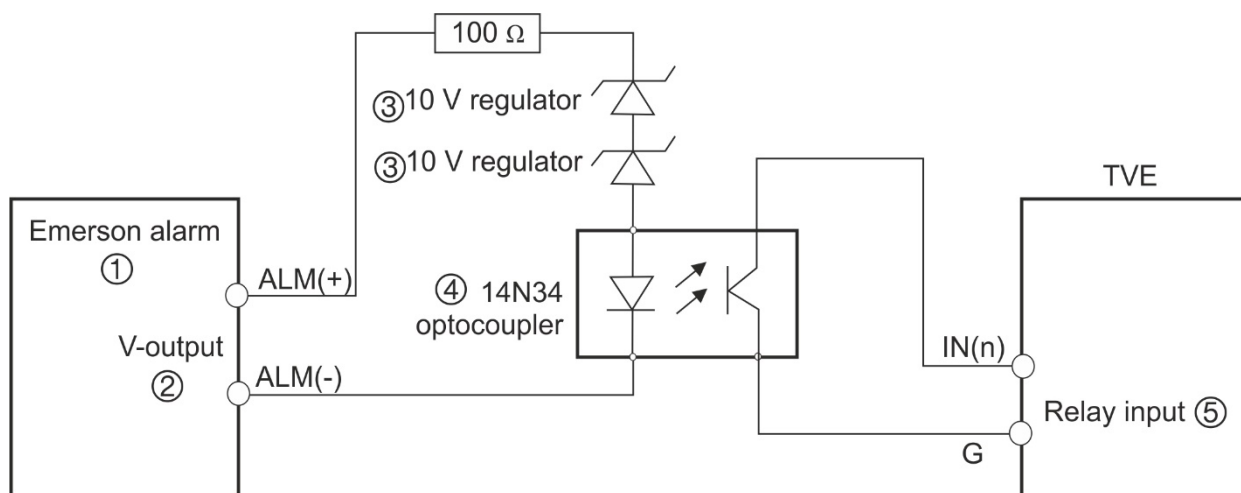 100 Ω
③10 V regulator
③10 V regulator
TVE
Emerson alarm
①
ALM(+)
④ 14N34
optocoupler
V-output
②
ALM(-)
IN(n)
Relay input ⑤
G